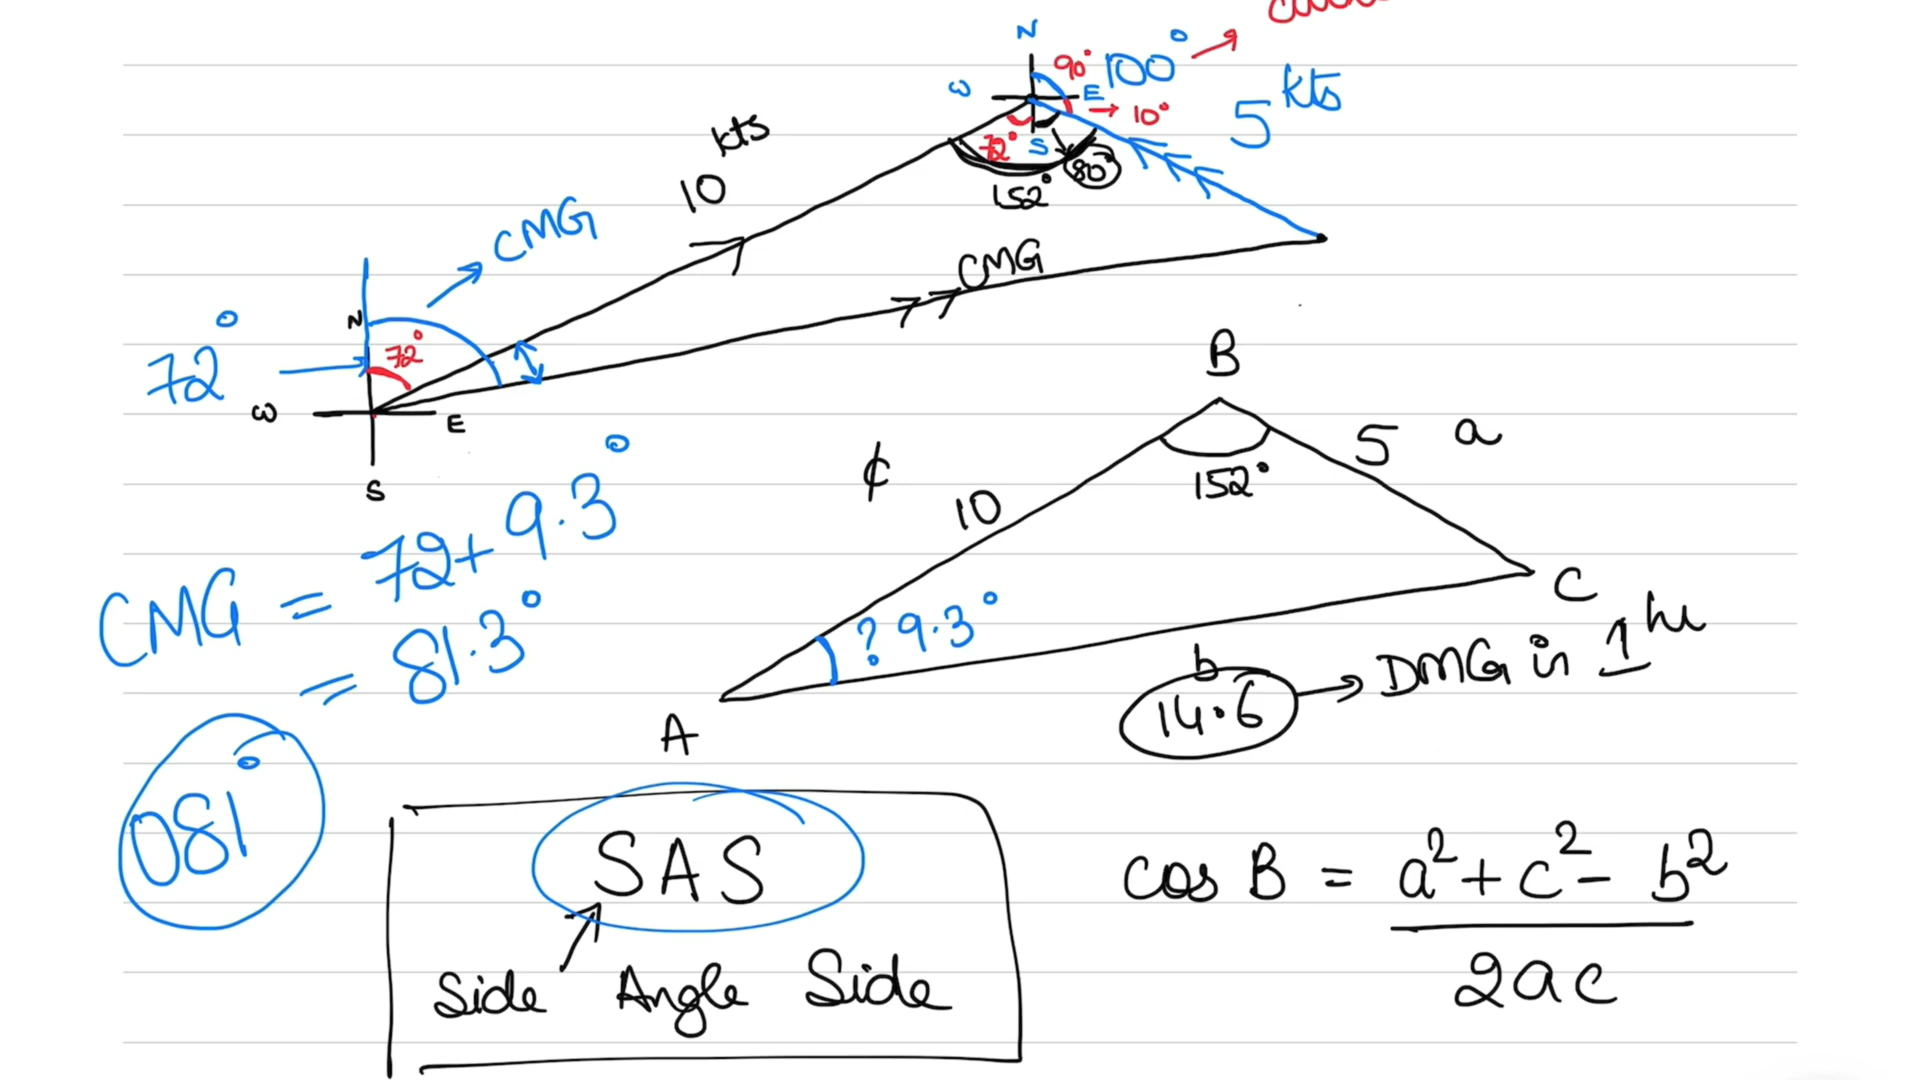 N
90° 100° →
W E → 10°
5 kts
10 kts
72° S 80°
152°
CMG
CMG
N
72° 72°
W E
S
B
5 a
152°
¢
10
CMG = 72 + 9.3°
= 81.3°
? 9.3°
C
A
b
14.6 → DMG in 1 hr
081°
SAS
Side Angle Side
cos B = a² + c² - b²
2ac